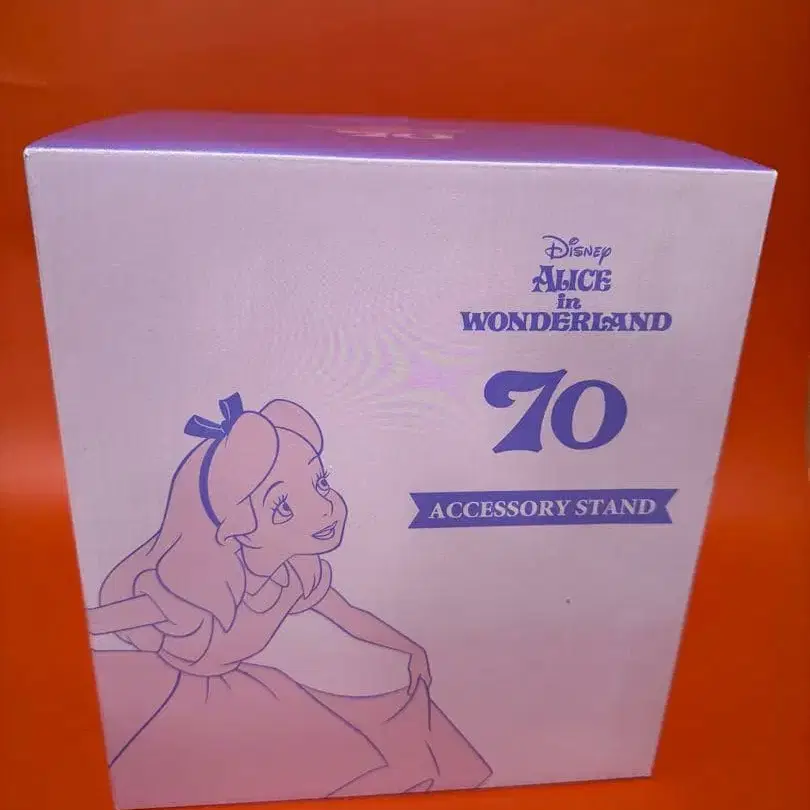 Disney
ALICE
in
WONDERLAND
70
ACCESSORY STAND